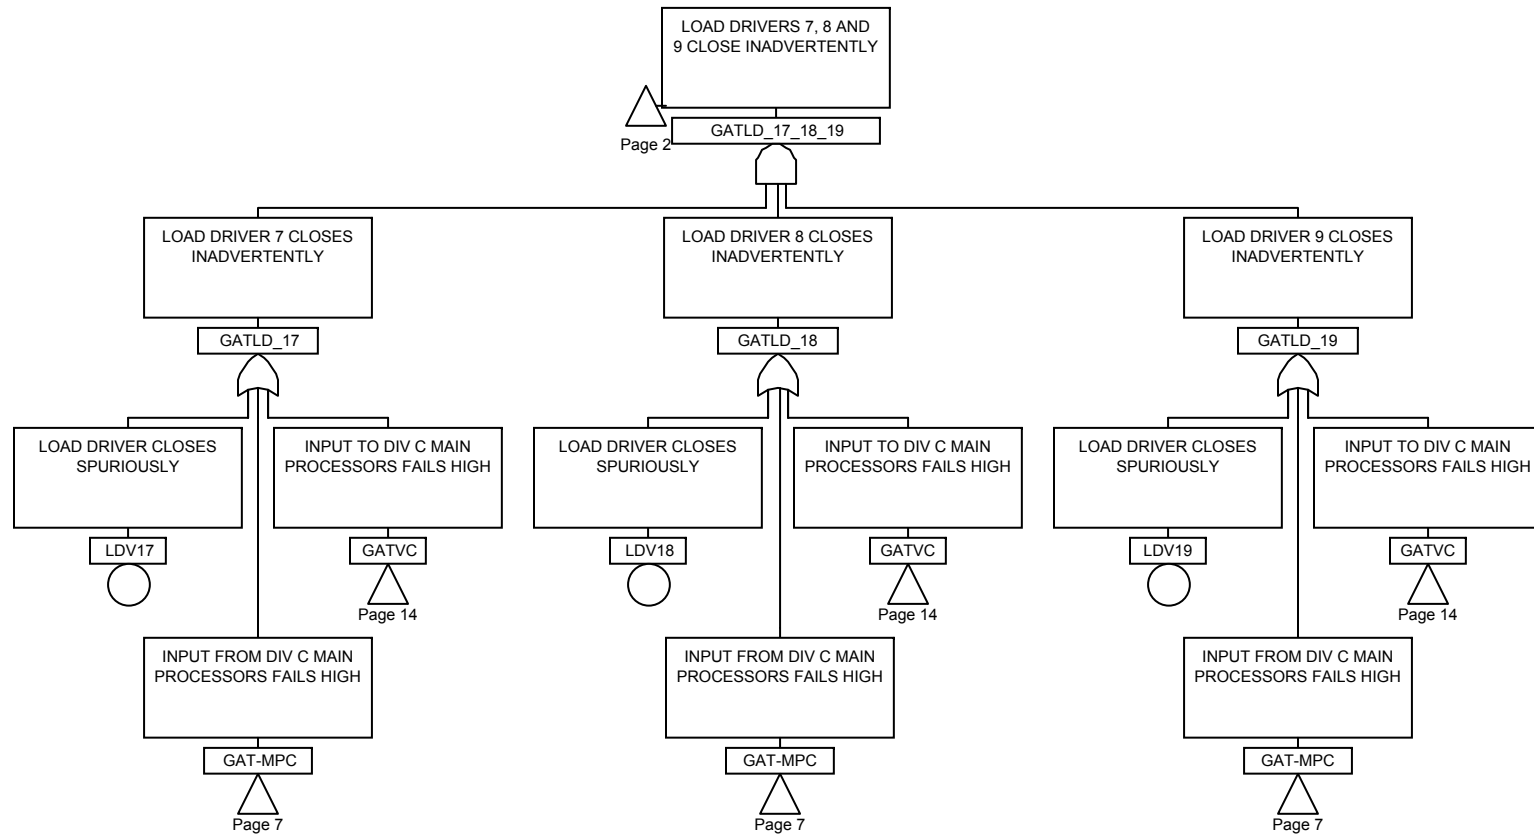 LOAD DRIVERS 7, 8 AND
9 CLOSE INADVERTENTLY
Page 2
GATLD_17_18_19
LOAD DRIVER 7 CLOSES
INADVERTENTLY
GATLD_17
LOAD DRIVER CLOSES
SPURIOUSLY
LDV17
INPUT TO DIV C MAIN
PROCESSORS FAILS HIGH
GATVC
Page 14
INPUT FROM DIV C MAIN
PROCESSORS FAILS HIGH
GAT-MPC
Page 7
LOAD DRIVER 8 CLOSES
INADVERTENTLY
GATLD_18
LOAD DRIVER CLOSES
SPURIOUSLY
LDV18
INPUT TO DIV C MAIN
PROCESSORS FAILS HIGH
GATVC
Page 14
INPUT FROM DIV C MAIN
PROCESSORS FAILS HIGH
GAT-MPC
Page 7
LOAD DRIVER 9 CLOSES
INADVERTENTLY
GATLD_19
LOAD DRIVER CLOSES
SPURIOUSLY
LDV19
INPUT TO DIV C MAIN
PROCESSORS FAILS HIGH
GATVC
Page 14
INPUT FROM DIV C MAIN
PROCESSORS FAILS HIGH
GAT-MPC
Page 7